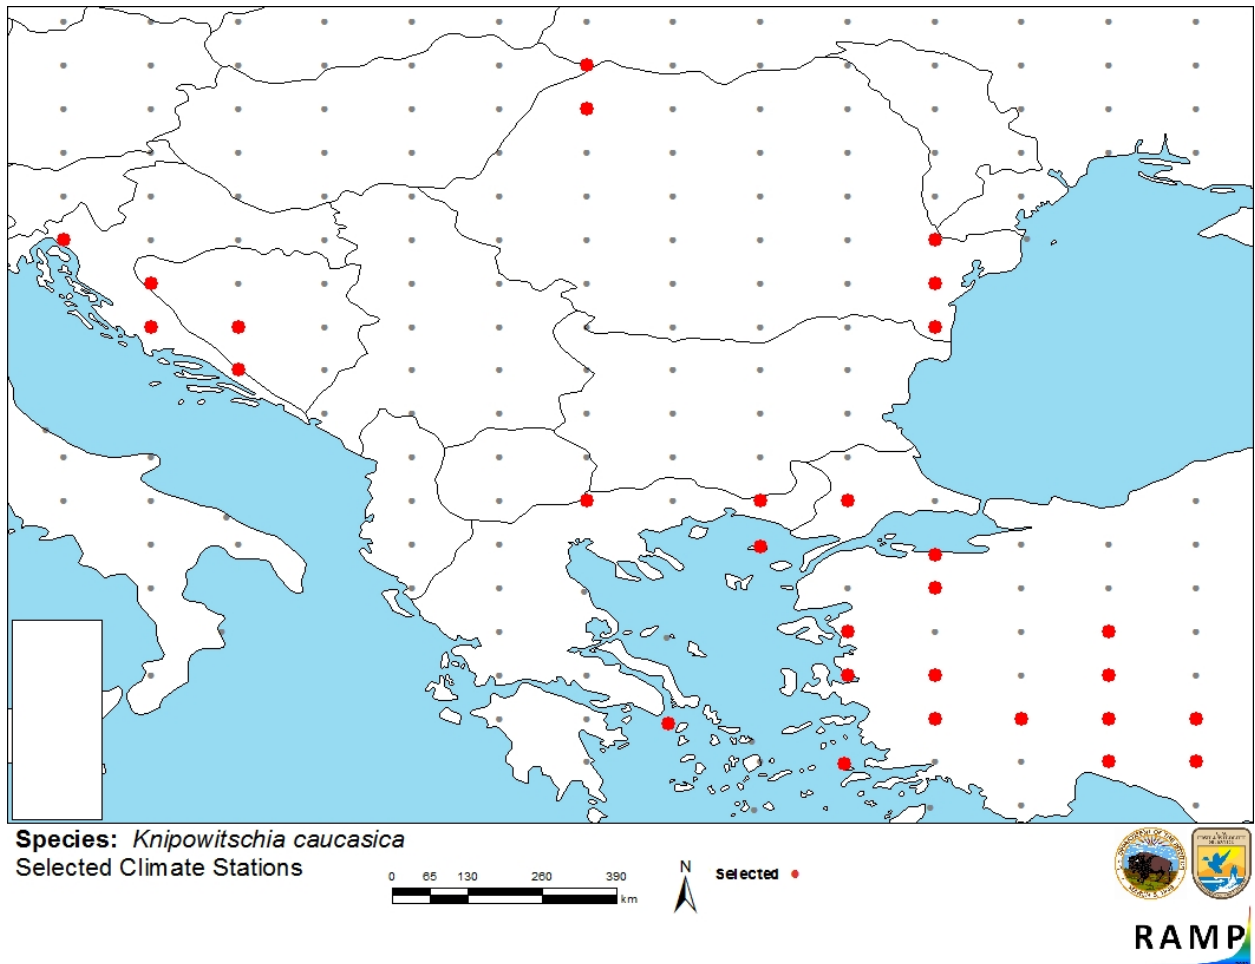 Species: Knipowitschia caucasica
Selected Climate Stations
0 65 130 260 390
km
N
Selected
RAMP